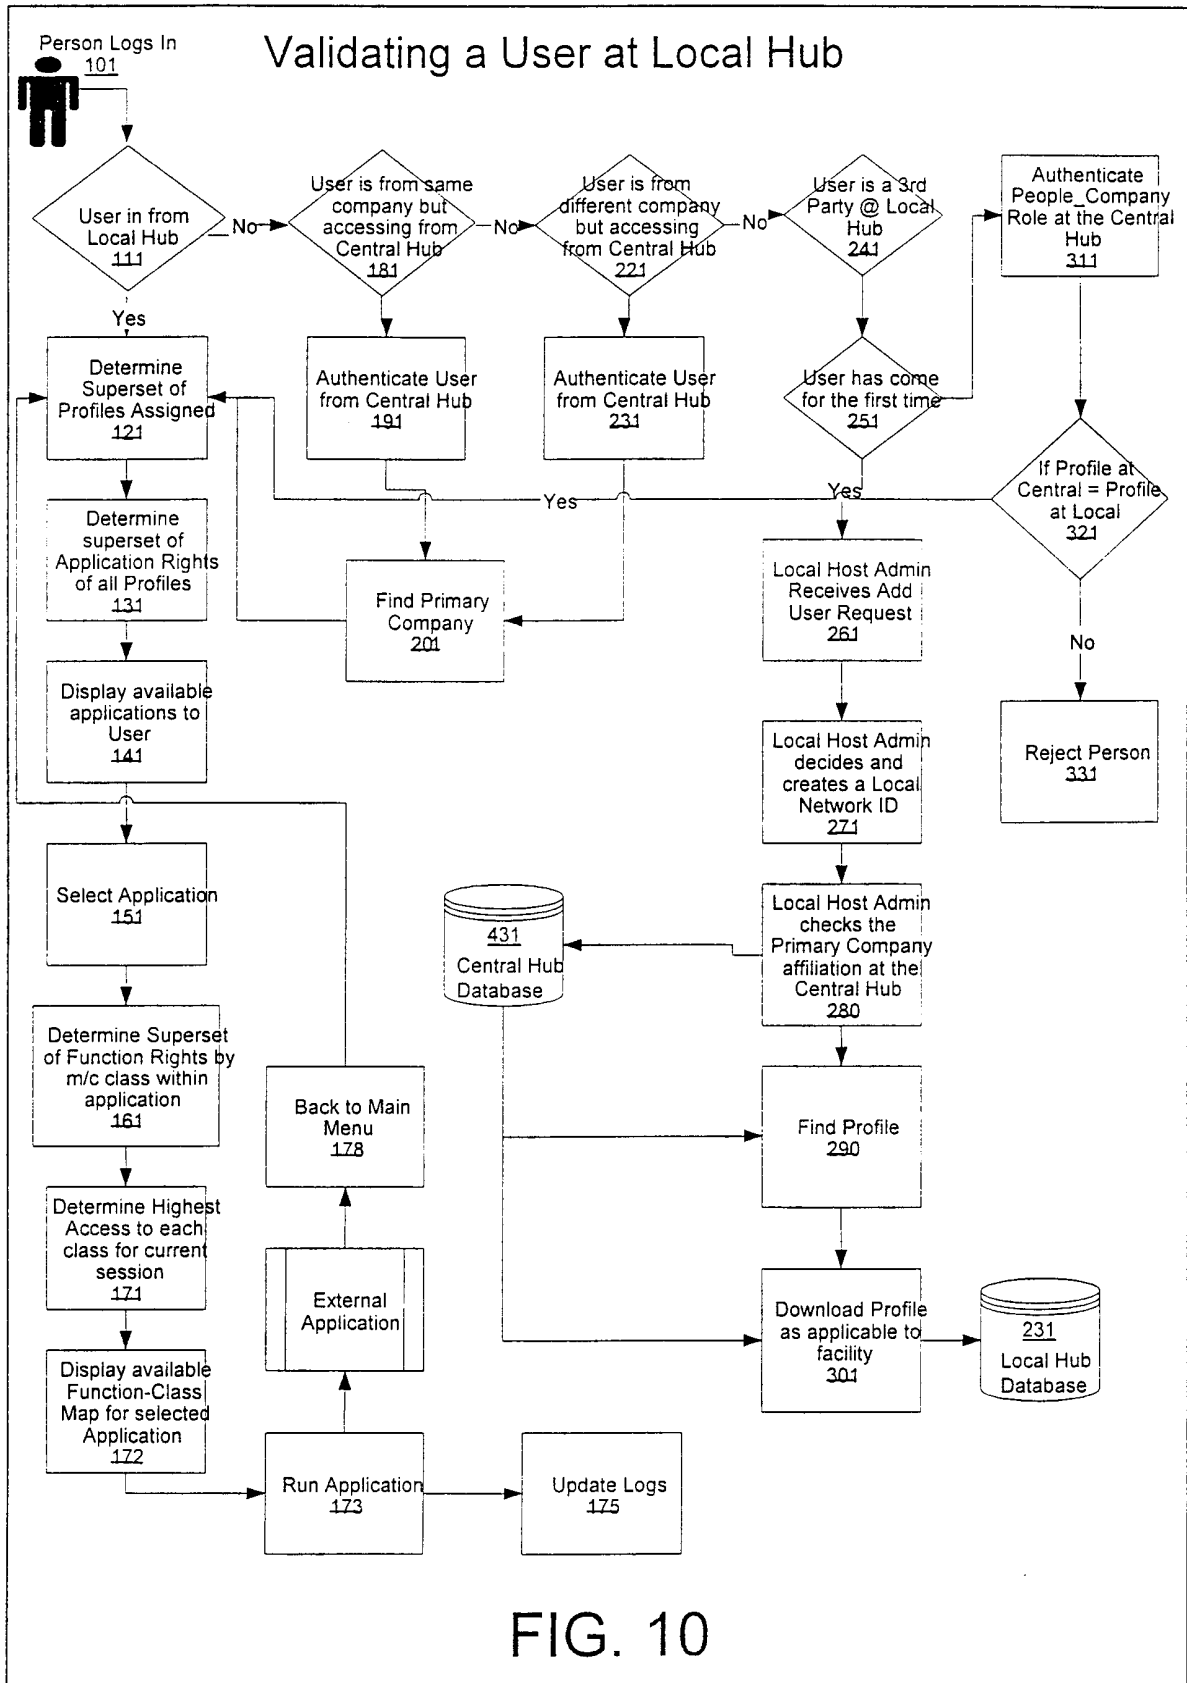 Person Logs In
101
Validating a User at Local Hub
User in from
Local Hub
111
No
User is from same
company but
accessing from
Central Hub
181
No
User is from
different company
but accessing
from Central Hub
221
No
User is a 3rd
Party @ Local
Hub
241
Authenticate
People_Company
Role at the Central
Hub
311
Yes
Determine
Superset of
Profiles Assigned
121
Authenticate User
from Central Hub
191
Authenticate User
from Central Hub
231
User has come
for the first time
251
If Profile at
Central = Profile
at Local
321
Yes
Yes
Determine
superset of
Application Rights
of all Profiles
131
Find Primary
Company
201
Local Host Admin
Receives Add
User Request
261
No
Display available
applications to
User
141
Local Host Admin
decides and
creates a Local
Network ID
271
Reject Person
331
Select Application
151
431
Central Hub
Database
Local Host Admin
checks the
Primary Company
affiliation at the
Central Hub
280
Determine Superset
of Function Rights by
m/c class within
application
161
Back to Main
Menu
178
Find Profile
290
Determine Highest
Access to each
class for current
session
171
External
Application
Download Profile
as applicable to
facility
301
231
Local Hub
Database
Display available
Function-Class
Map for selected
Application
172
Run Application
173
Update Logs
175
FIG. 10